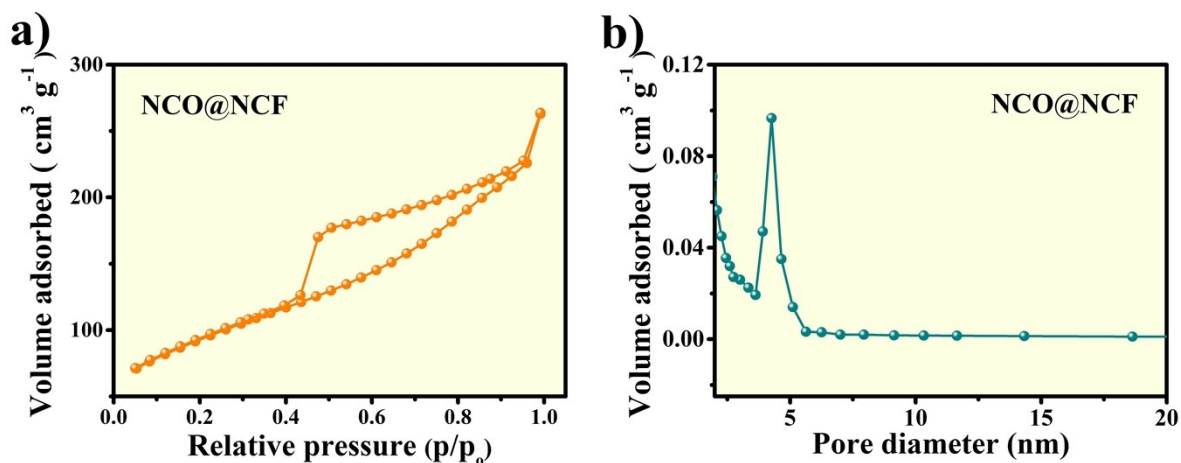 a)
NCO@NCF
Volume adsorbed ( cm³ g⁻¹ )
300
200
100
0.0 0.2 0.4 0.6 0.8 1.0
Relative pressure (p/pₒ)
b)
NCO@NCF
Volume adsorbed ( cm³ g⁻¹ )
0.12
0.08
0.04
0.00
5 10 15 20
Pore diameter (nm)